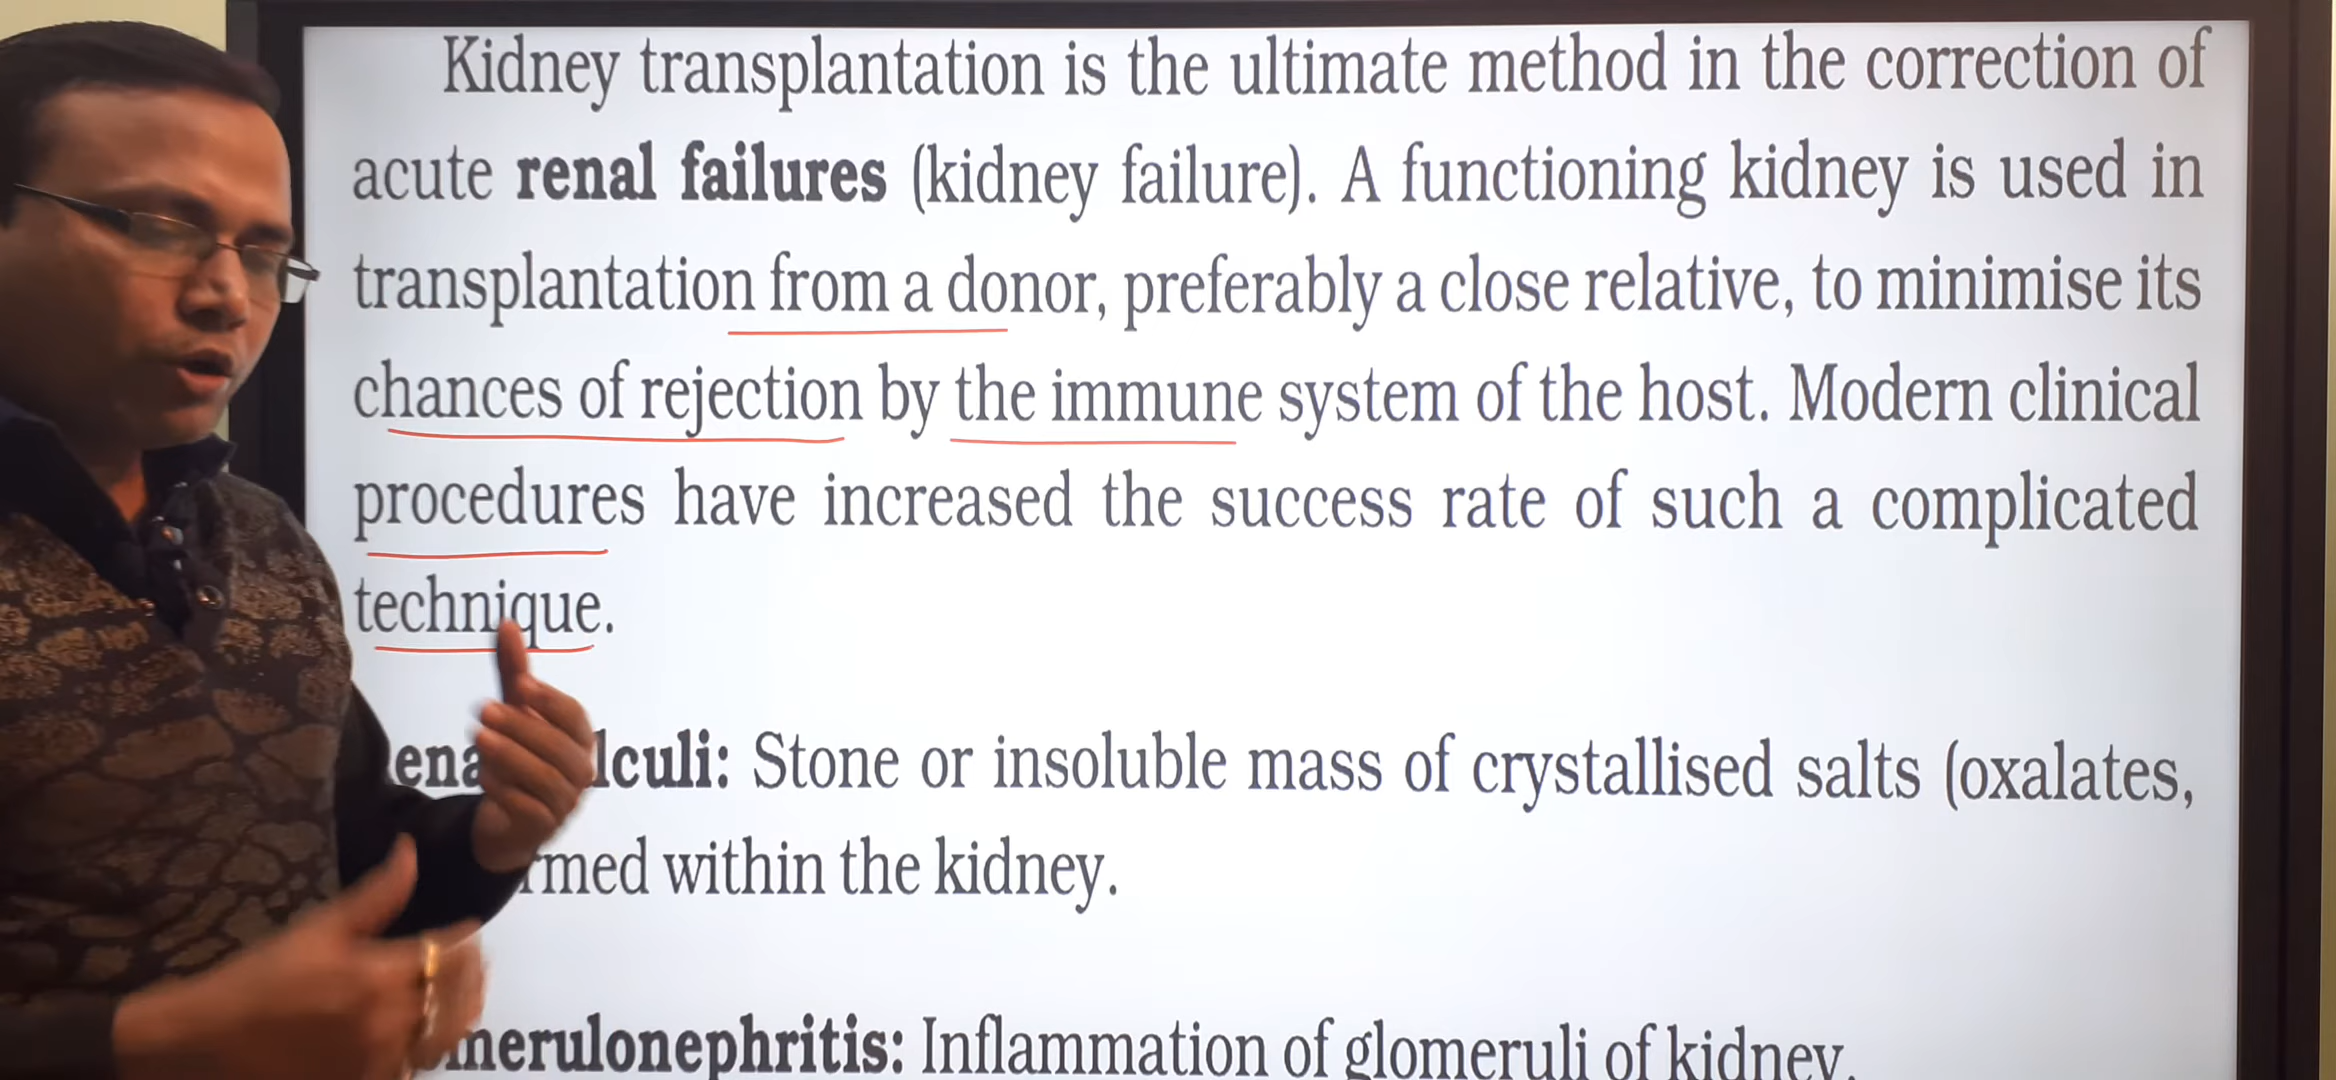 Kidney transplantation is the ultimate method in the correction of
acute renal failures (kidney failure). A functioning kidney is used in
transplantation from a donor, preferably a close relative, to minimise its
chances of rejection by the immune system of the host. Modern clinical
procedures have increased the success rate of such a complicated
technique.
Stone or insoluble mass of crystallised salts (oxalates,
within the kidney.
Inflammation of glomeruli of kidney.